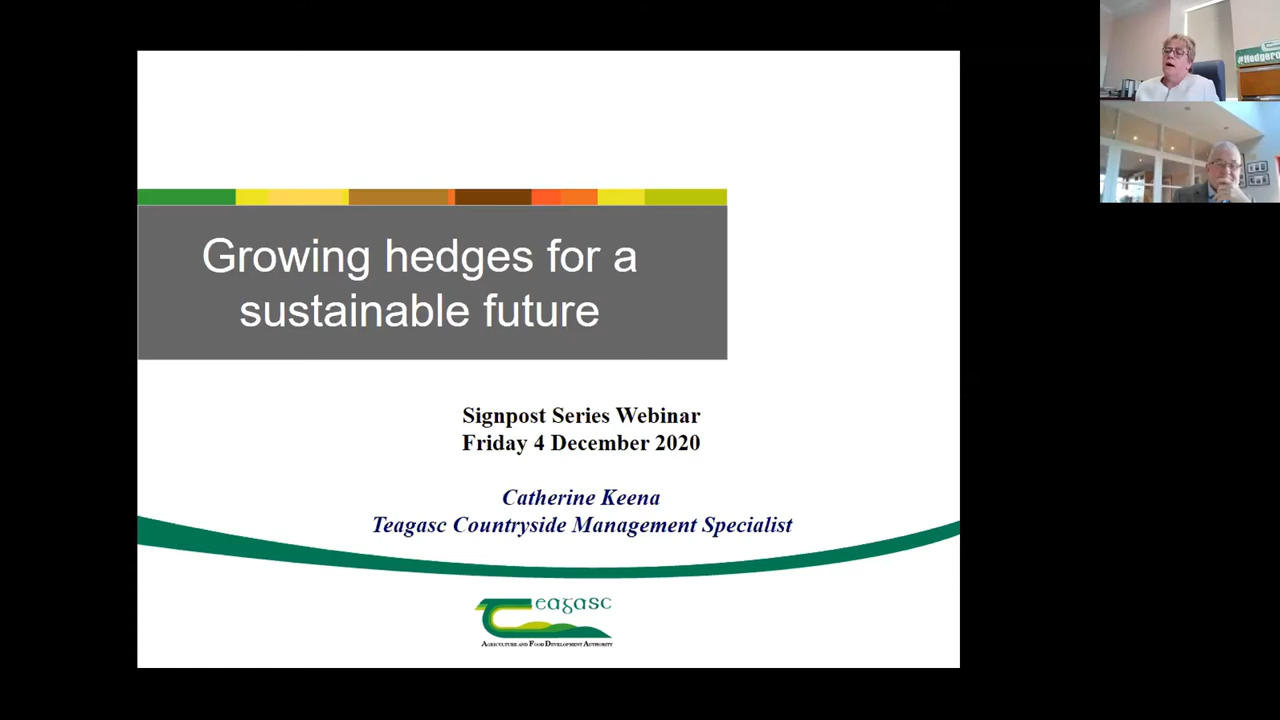 Growing hedges for a
sustainable future
Signpost Series Webinar
Friday 4 December 2020
Catherine Keena
Teagasc Countryside Management Specialist
eagasc
AGRICULTURE AND FOOD DEVELOPMENT AUTHORITY